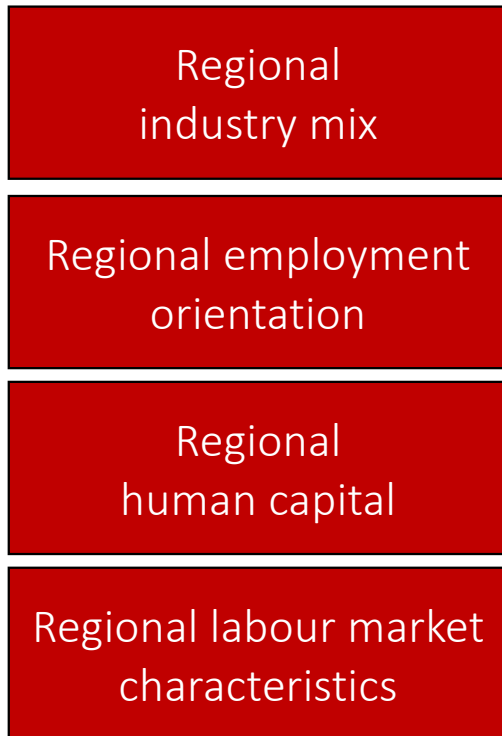 Regional
industry mix
Regional employment
orientation
Regional
human capital
Regional labour market
characteristics